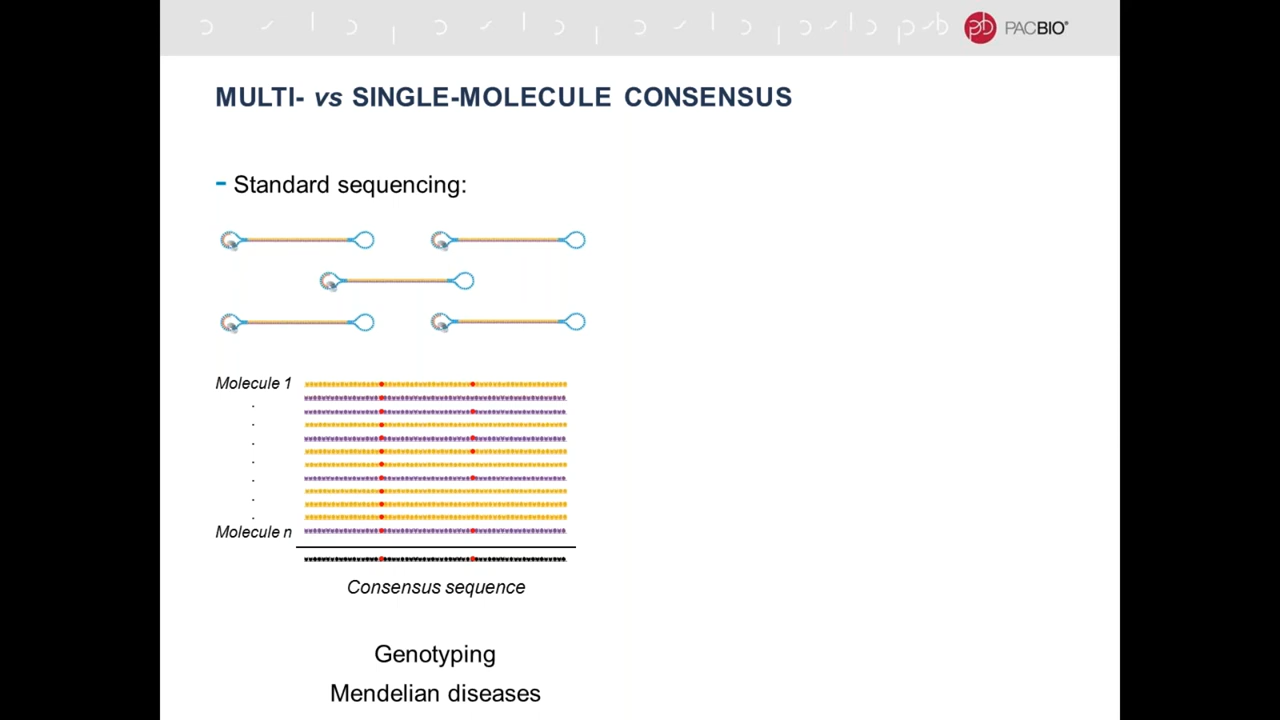 PACBIO®
MULTI- vs SINGLE-MOLECULE CONSENSUS
- Standard sequencing:
Molecule 1
.
.
.
.
.
.
.
Molecule n
Consensus sequence
Genotyping
Mendelian diseases